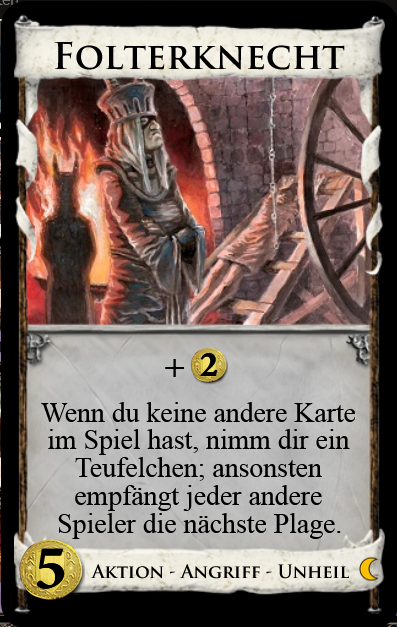 FOLTERKNECHT
+ 2
Wenn du keine andere Karte
im Spiel hast, nimm dir ein
Teufelchen; ansonsten
empfängt jeder andere
Spieler die nächste Plage.
5 AKTION - ANGRIFF - UNHEIL